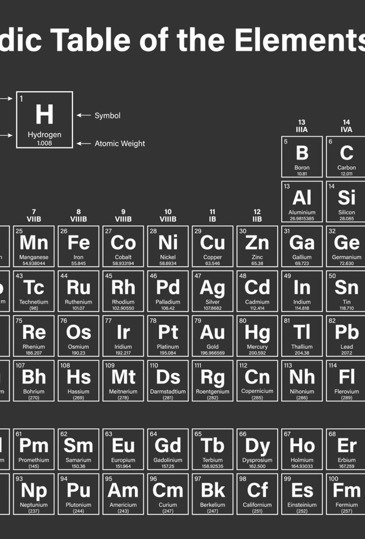 dic Table of the Elements
1
H
Hydrogen
1.008
Symbol
Atomic Weight
13
IIIA
14
IVA
5
B
Boron
10.81
6
C
Carbon
12.011
13
Al
Aluminium
26.9815385
14
Si
Silicon
28.085
7
VIIB
8
VIIIB
9
VIIIB
10
VIIIB
11
IB
12
IIB
25
Mn
Manganese
54.938044
26
Fe
Iron
55.845
27
Co
Cobalt
58.933194
28
Ni
Nickel
58.6934
29
Cu
Copper
63.546
30
Zn
Zinc
65.38
31
Ga
Gallium
69.723
32
Ge
Germanium
72.630
43
Tc
Technetium
(98)
44
Ru
Ruthenium
101.07
45
Rh
Rhodium
102.90550
46
Pd
Palladium
106.42
47
Ag
Silver
107.8682
48
Cd
Cadmium
112.414
49
In
Indium
114.818
50
Sn
Tin
118.710
75
Re
Rhenium
186.207
76
Os
Osmium
190.23
77
Ir
Iridium
192.217
78
Pt
Platinum
195.084
79
Au
Gold
196.966569
80
Hg
Mercury
200.592
81
Tl
Thallium
204.38
82
Pb
Lead
207.2
107
Bh
Bohrium
(270)
108
Hs
Hassium
(269)
109
Mt
Meitnerium
(278)
110
Ds
Darmstadtium
(281)
111
Rg
Roentgenium
(282)
112
Cn
Copernicium
(285)
113
Nh
Nihonium
(286)
114
Fl
Flerovium
(289)
61
Pm
Promethium
(145)
62
Sm
Samarium
150.36
63
Eu
Europium
151.964
64
Gd
Gadolinium
157.25
65
Tb
Terbium
158.92535
66
Dy
Dysprosium
162.500
67
Ho
Holmium
164.93033
68
Er
Erbium
167.259
93
Np
Neptunium
(237)
94
Pu
Plutonium
(244)
95
Am
Americium
(243)
96
Cm
Curium
(247)
97
Bk
Berkelium
(247)
98
Cf
Californium
(251)
99
Es
Einsteinium
(252)
100
Fm
Fermium
(257)